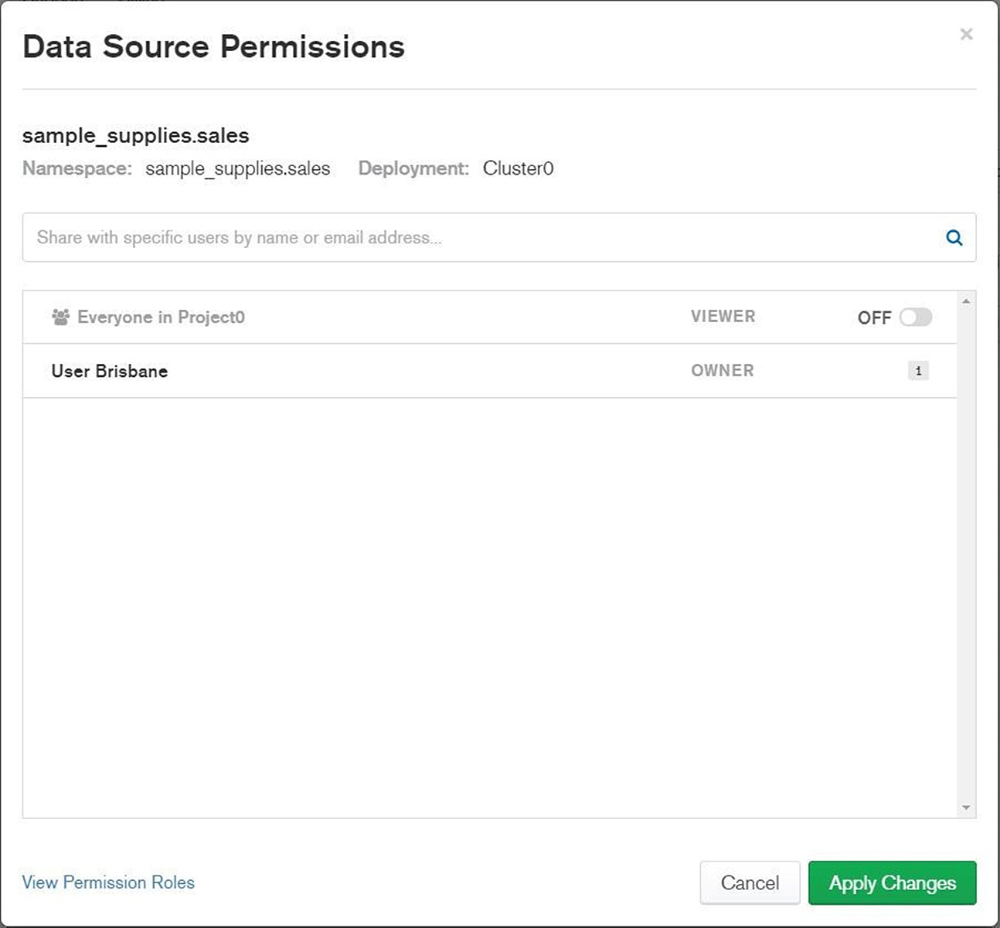 Data Source Permissions
×
sample_supplies.sales
Namespace: sample_supplies.sales Deployment: Cluster0
Share with specific users by name or email address...
Everyone in Project0 VIEWER OFF
User Brisbane OWNER i
View Permission Roles Cancel Apply Changes